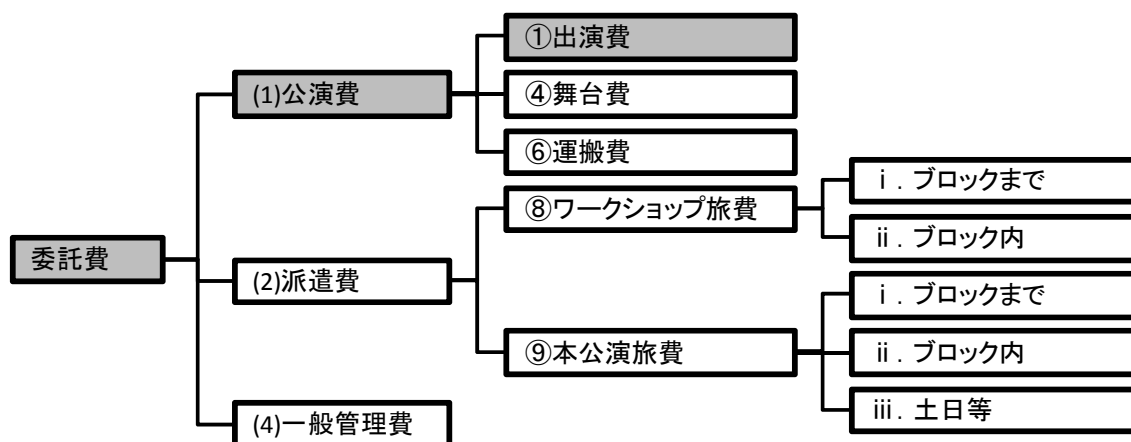 委託費
(1)公演費
①出演費
④舞台費
⑥運搬費
(2)派遣費
⑧ワークショップ旅費
ⅰ．ブロックまで
ⅱ．ブロック内
⑨本公演旅費
ⅰ．ブロックまで
ⅱ．ブロック内
ⅲ．土日等
(4)一般管理費